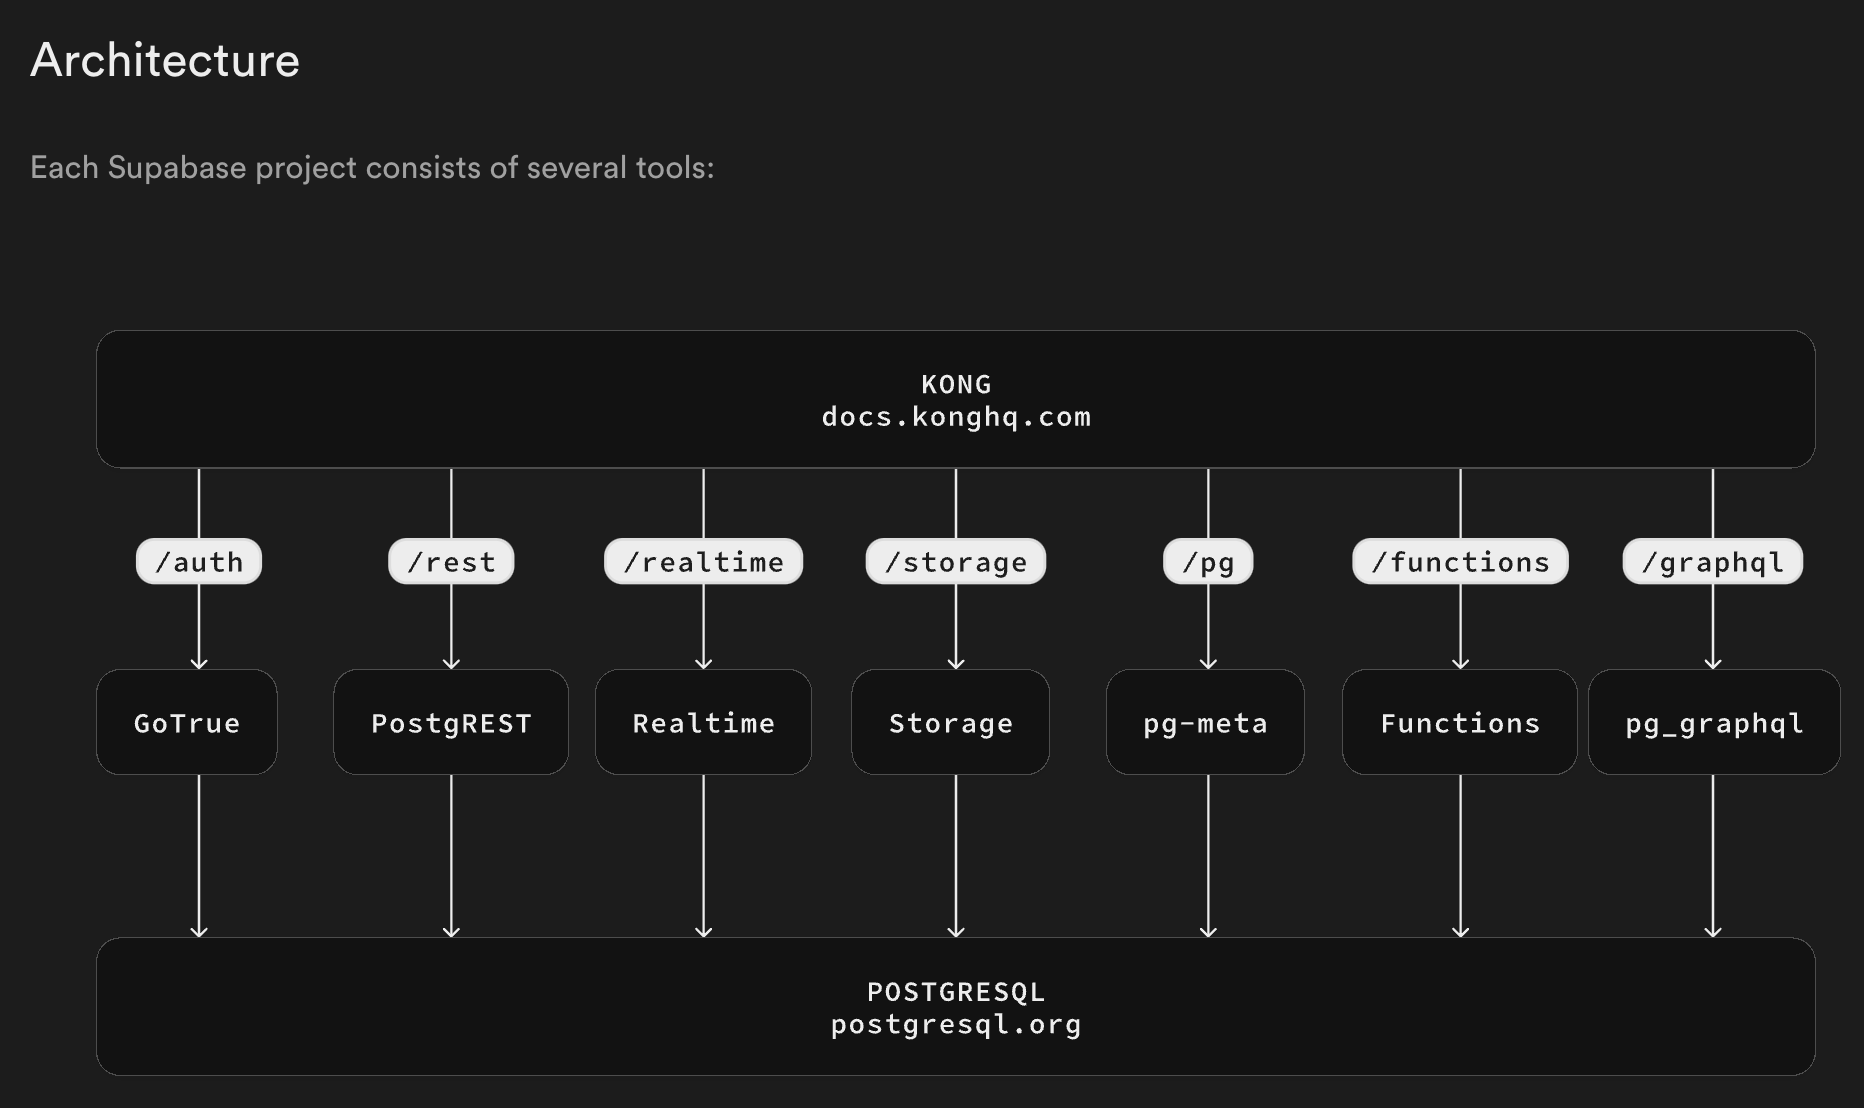 Architecture
Each Supabase project consists of several tools:
KONG
docs.konghq.com
/auth
/rest
/realtime
/storage
/pg
/functions
/graphql
GoTrue
PostgREST
Realtime
Storage
pg-meta
Functions
pg_graphql
POSTGRESQL
postgresql.org